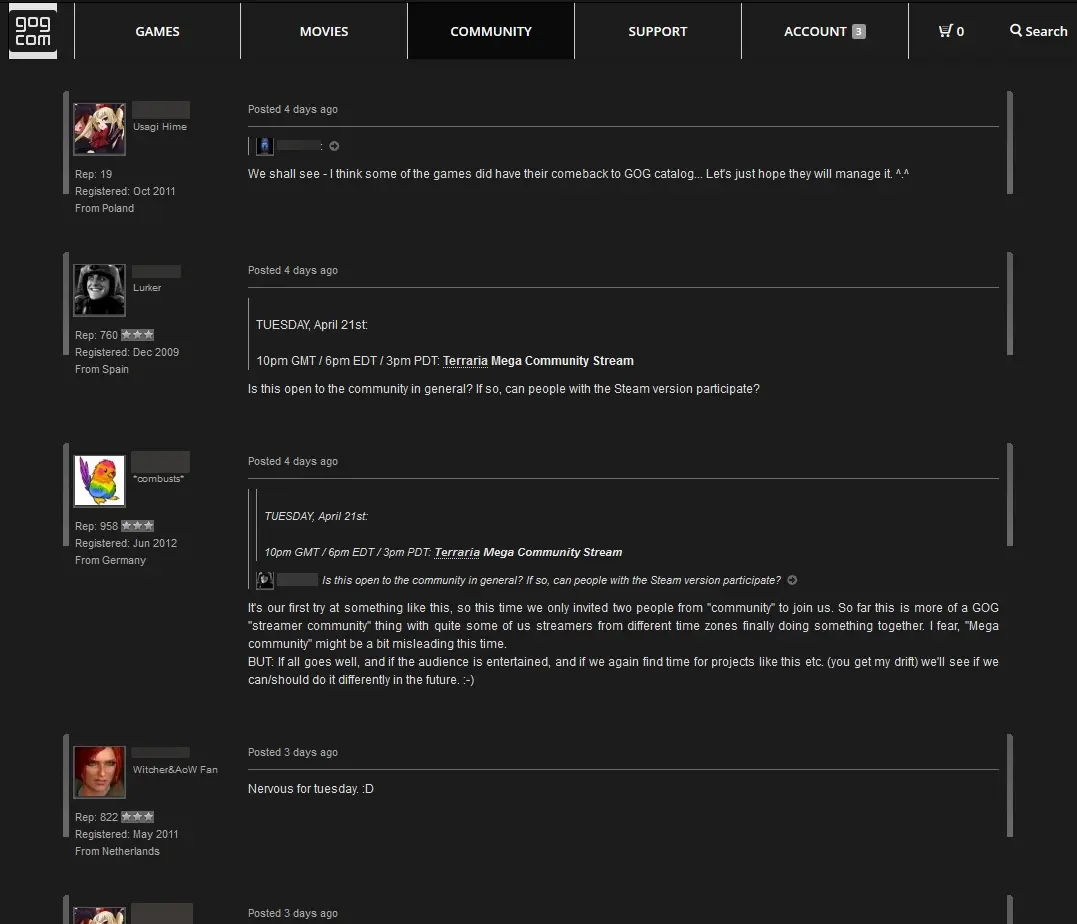 gog
com
GAMES
MOVIES
COMMUNITY
SUPPORT
ACCOUNT 3
0
Search
Posted 4 days ago
Usagi Hime
:
Rep: 19
We shall see - I think some of the games did have their comeback to GOG catalog... Let's just hope they will manage it. ^.^
Registered: Oct 2011
From Poland
Posted 4 days ago
Lurker
TUESDAY, April 21st:
Rep: 760
Registered: Dec 2009
10pm GMT / 6pm EDT / 3pm PDT: Terraria Mega Community Stream
From Spain
Is this open to the community in general? If so, can people with the Steam version participate?
Posted 4 days ago
*combusts*
TUESDAY, April 21st:
Rep: 958
Registered: Jun 2012
10pm GMT / 6pm EDT / 3pm PDT: Terraria Mega Community Stream
From Germany
Is this open to the community in general? If so, can people with the Steam version participate?
It's our first try at something like this, so this time we only invited two people from "community" to join us. So far this is more of a GOG
"streamer community" thing with quite some of us streamers from different time zones finally doing something together. I fear, "Mega
community" might be a bit misleading this time.
BUT: If all goes well, and if the audience is entertained, and if we again find time for projects like this etc. (you get my drift) we'll see if we
can/should do it differently in the future. :-)
Posted 3 days ago
Witcher&AoW Fan
Nervous for tuesday. :D
Rep: 822
Registered: May 2011
From Netherlands
Posted 3 days ago